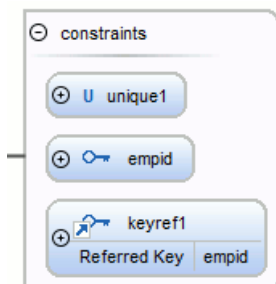 constraints
U unique1
empid
keyref1
Referred Key empid